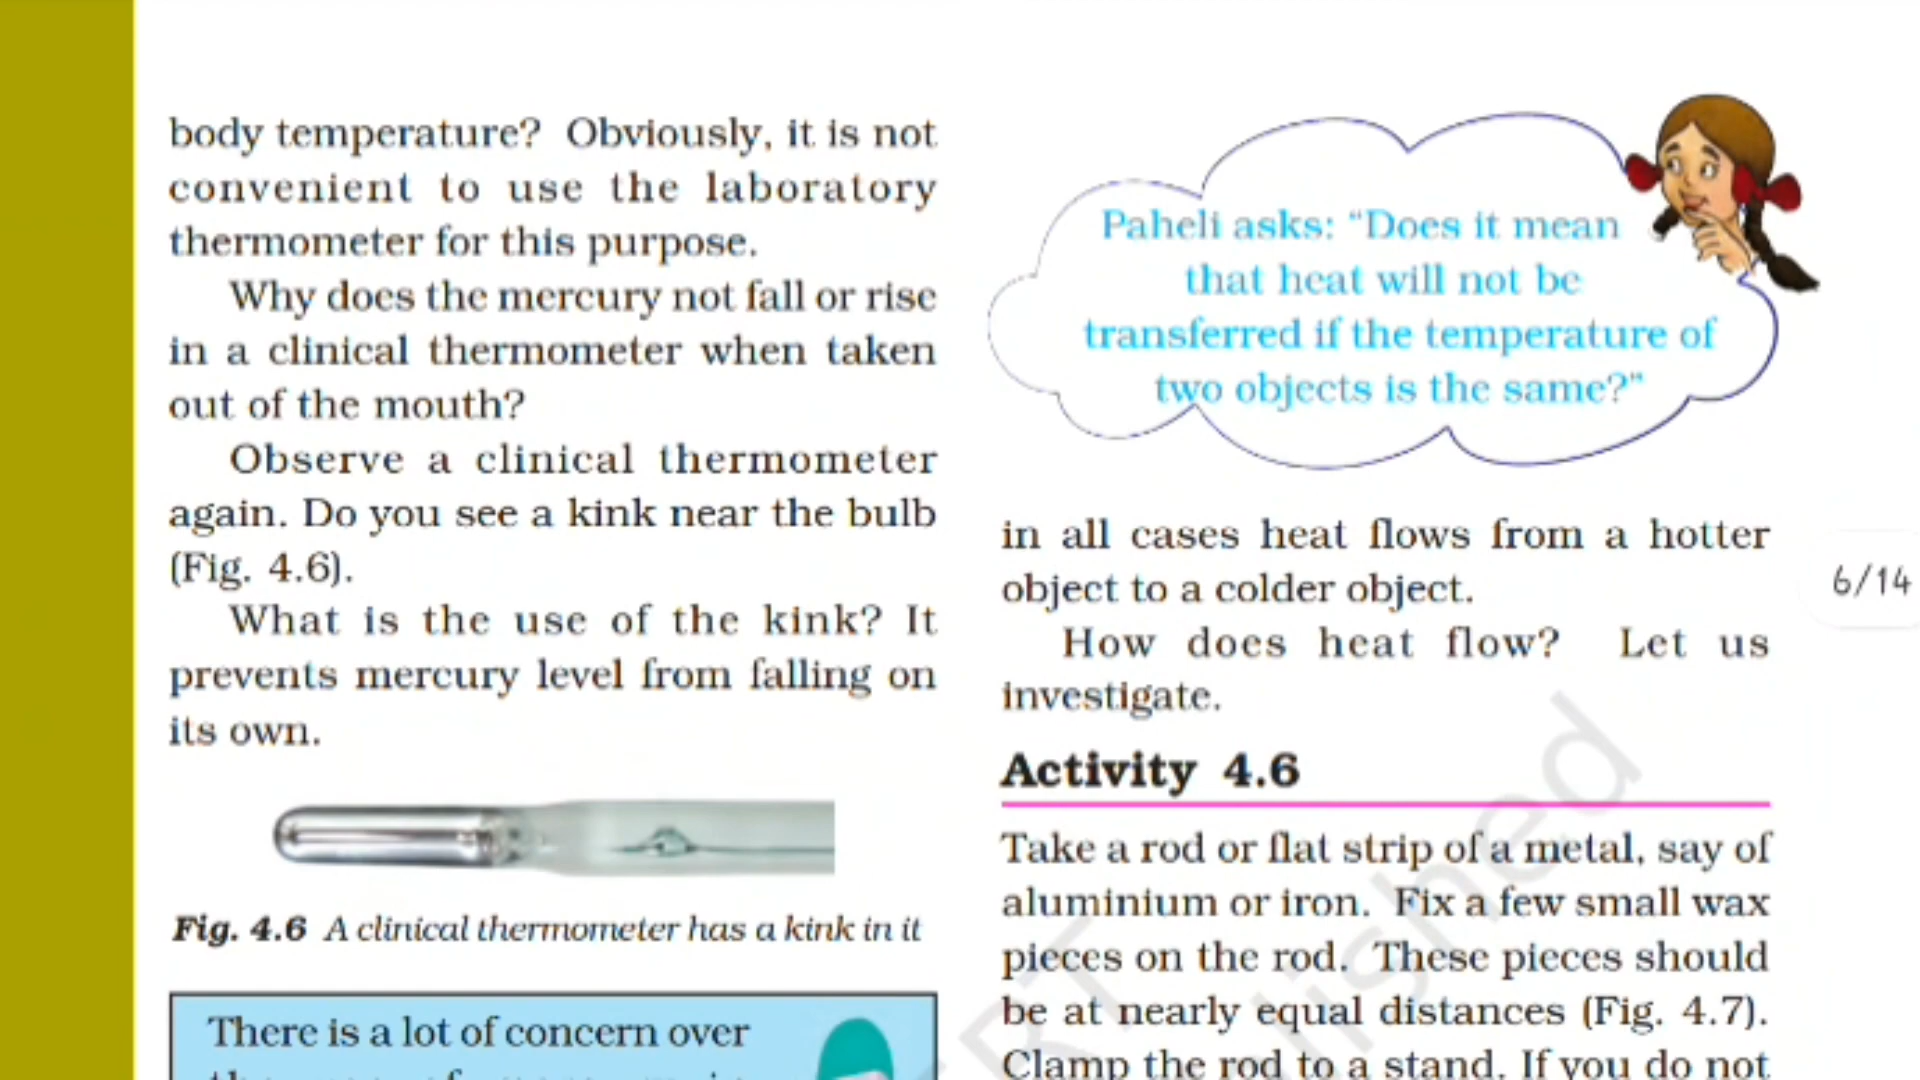 body temperature? Obviously, it is not
convenient to use the laboratory
thermometer for this purpose.
Why does the mercury not fall or rise
in a clinical thermometer when taken
out of the mouth?
Observe a clinical thermometer
again. Do you see a kink near the bulb
(Fig. 4.6).
What is the use of the kink? It
prevents mercury level from falling on
its own.
Fig. 4.6 A clinical thermometer has a kink in it
There is a lot of concern over
Paheli asks: “Does it mean
that heat will not be
transferred if the temperature of
two objects is the same?”
in all cases heat flows from a hotter
object to a colder object.
How does heat flow? Let us
investigate.
Activity 4.6
Take a rod or flat strip of a metal, say of
aluminium or iron. Fix a few small wax
pieces on the rod. These pieces should
be at nearly equal distances (Fig. 4.7).
Clamp the rod to a stand. If you do not
6/14